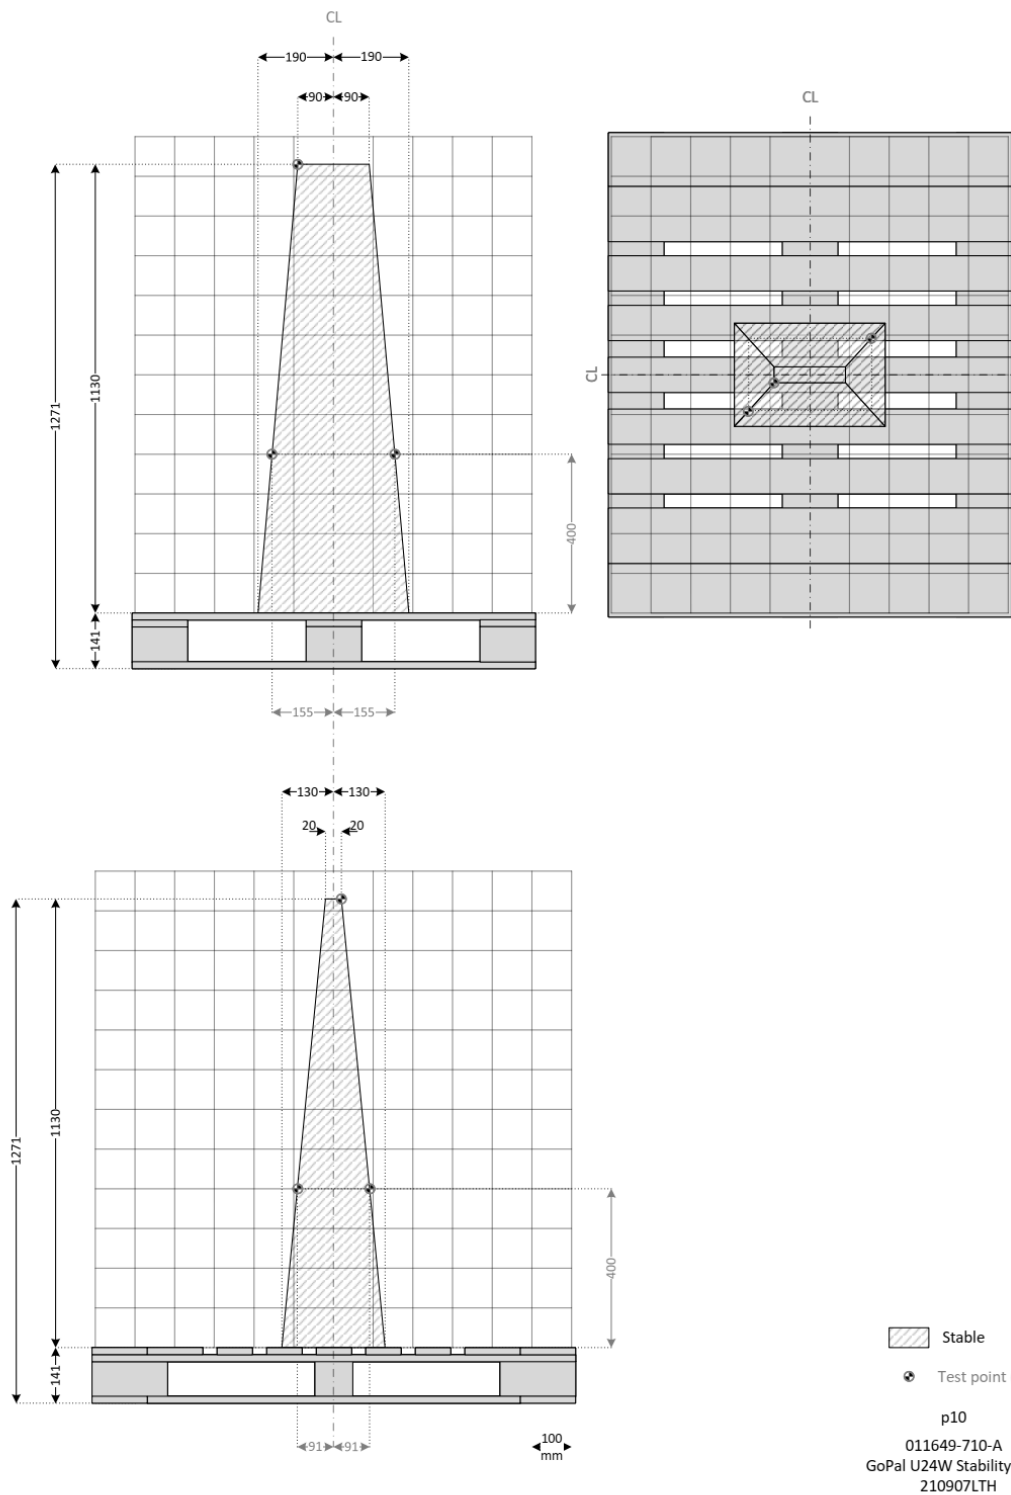 CL
190 190
90 90
CL
1271
1130
CL
400
141
155 155
130 130
20 20
1271
1130
400
141
Stable
Test point
91 91
100
mm
p10
011649-710-A
GoPal U24W Stability
210907LTH